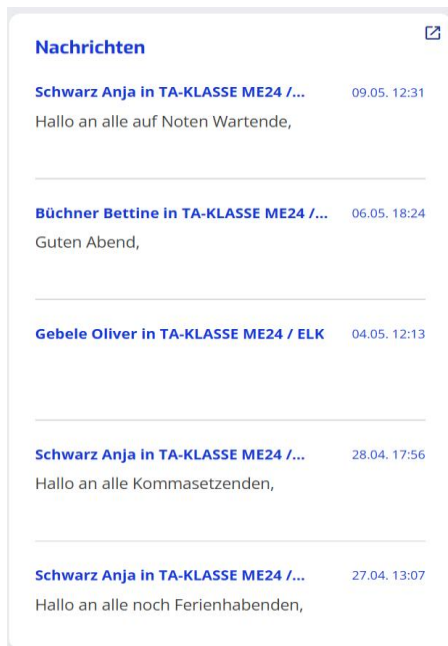 Nachrichten
Schwarz Anja in TA-KLASSE ME24 /... 09.05. 12:31
Hallo an alle auf Noten Wartende,
Büchner Bettine in TA-KLASSE ME24 /... 06.05. 18:24
Guten Abend,
Gebele Oliver in TA-KLASSE ME24 / ELK 04.05. 12:13
Schwarz Anja in TA-KLASSE ME24 /... 28.04. 17:56
Hallo an alle Kommasetzenden,
Schwarz Anja in TA-KLASSE ME24 /... 27.04. 13:07
Hallo an alle noch Ferienhabenden,